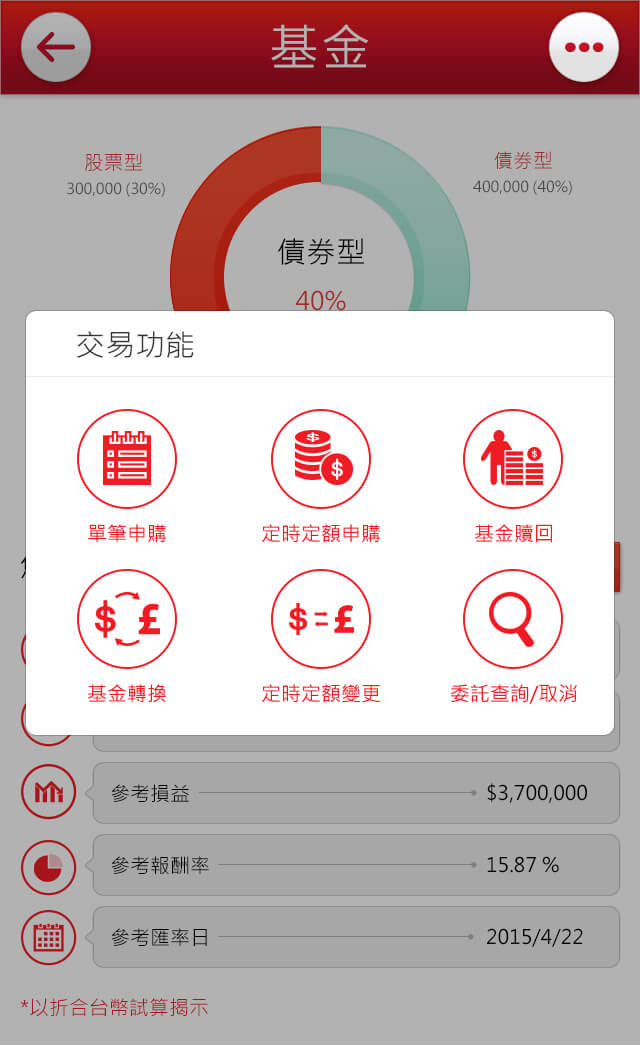 基金
股票型
300,000 (30%)
債券型
400,000 (40%)
債券型
40%
交易功能
單筆申購
定時定額申購
基金贖回
基金轉換
定時定額變更
委託查詢/取消
參考損益 $3,700,000
參考報酬率 15.87 %
參考匯率日 2015/4/22
*以折合台幣試算揭示